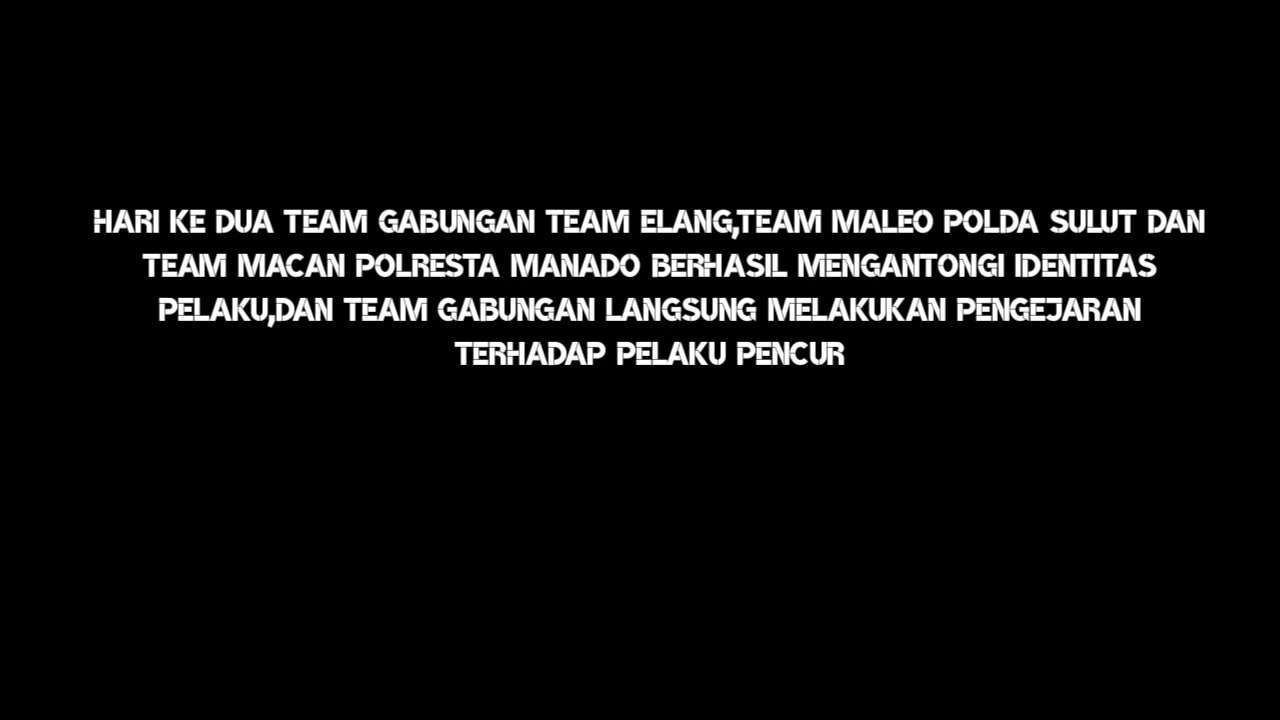 HARI KE DUA TEAM GABUNGAN TEAM ELANG,TEAM MALEO POLDA SULUT DAN
TEAM MACAN POLRESTA MANADO BERHASIL MENGANTONGI IDENTITAS
PELAKU,DAN TEAM GABUNGAN LANGSUNG MELAKUKAN PENGEJARAN
TERHADAP PELAKU PENCUR